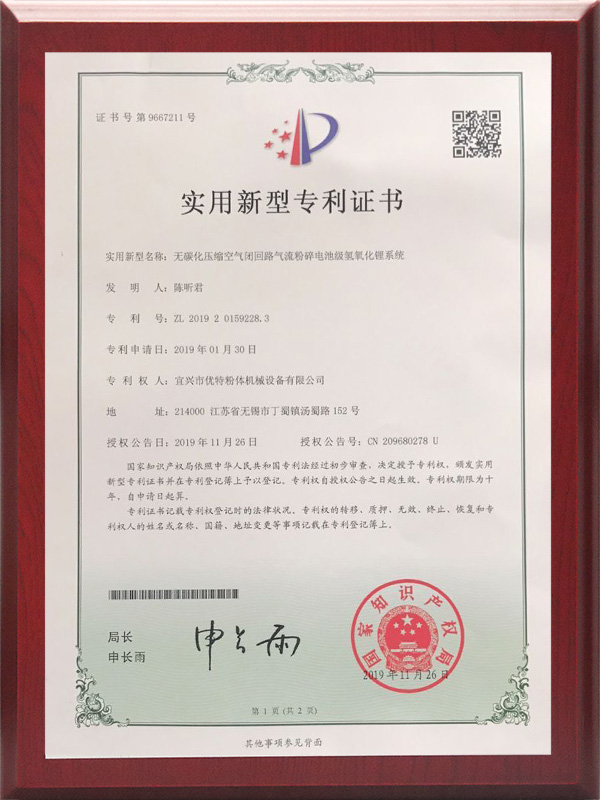 证书号第9667211号
实用新型专利证书
实用新型名称：无碳化压缩空气闭回路气流粉碎电池级氢氧化锂系统
发明人：陈昕君
专利号：ZL 2019 2 0159228.3
专利申请日：2019年01月30日
专利权人：宜兴市优特粉体机械设备有限公司
地址：214000 江苏省无锡市丁蜀镇汤蜀路152号
授权公告日：2019年11月26日 授权公告号：CN 209680278 U
国家知识产权局依照中华人民共和国专利法经过初步审查，决定授予专利权，颁发实用
新型专利证书并在专利登记簿上予以登记。专利权自授权公告之日起生效。专利权期限为十
年，自申请日起算。
专利证书记载专利权登记时的法律状况。专利权的转移、质押、无效、终止、恢复和专
利权人的姓名或名称、国籍、地址变更等事项记载在专利登记簿上。
局长
申长雨
申长雨
国家知识产权局
2019年11月26日
第1页（共2页）
其他事项参见背面